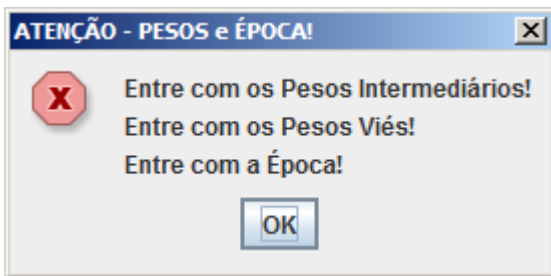 ATENÇÃO - PESOS e ÉPOCA!
Entre com os Pesos Intermediários!
Entre com os Pesos Viés!
Entre com a Época!
OK